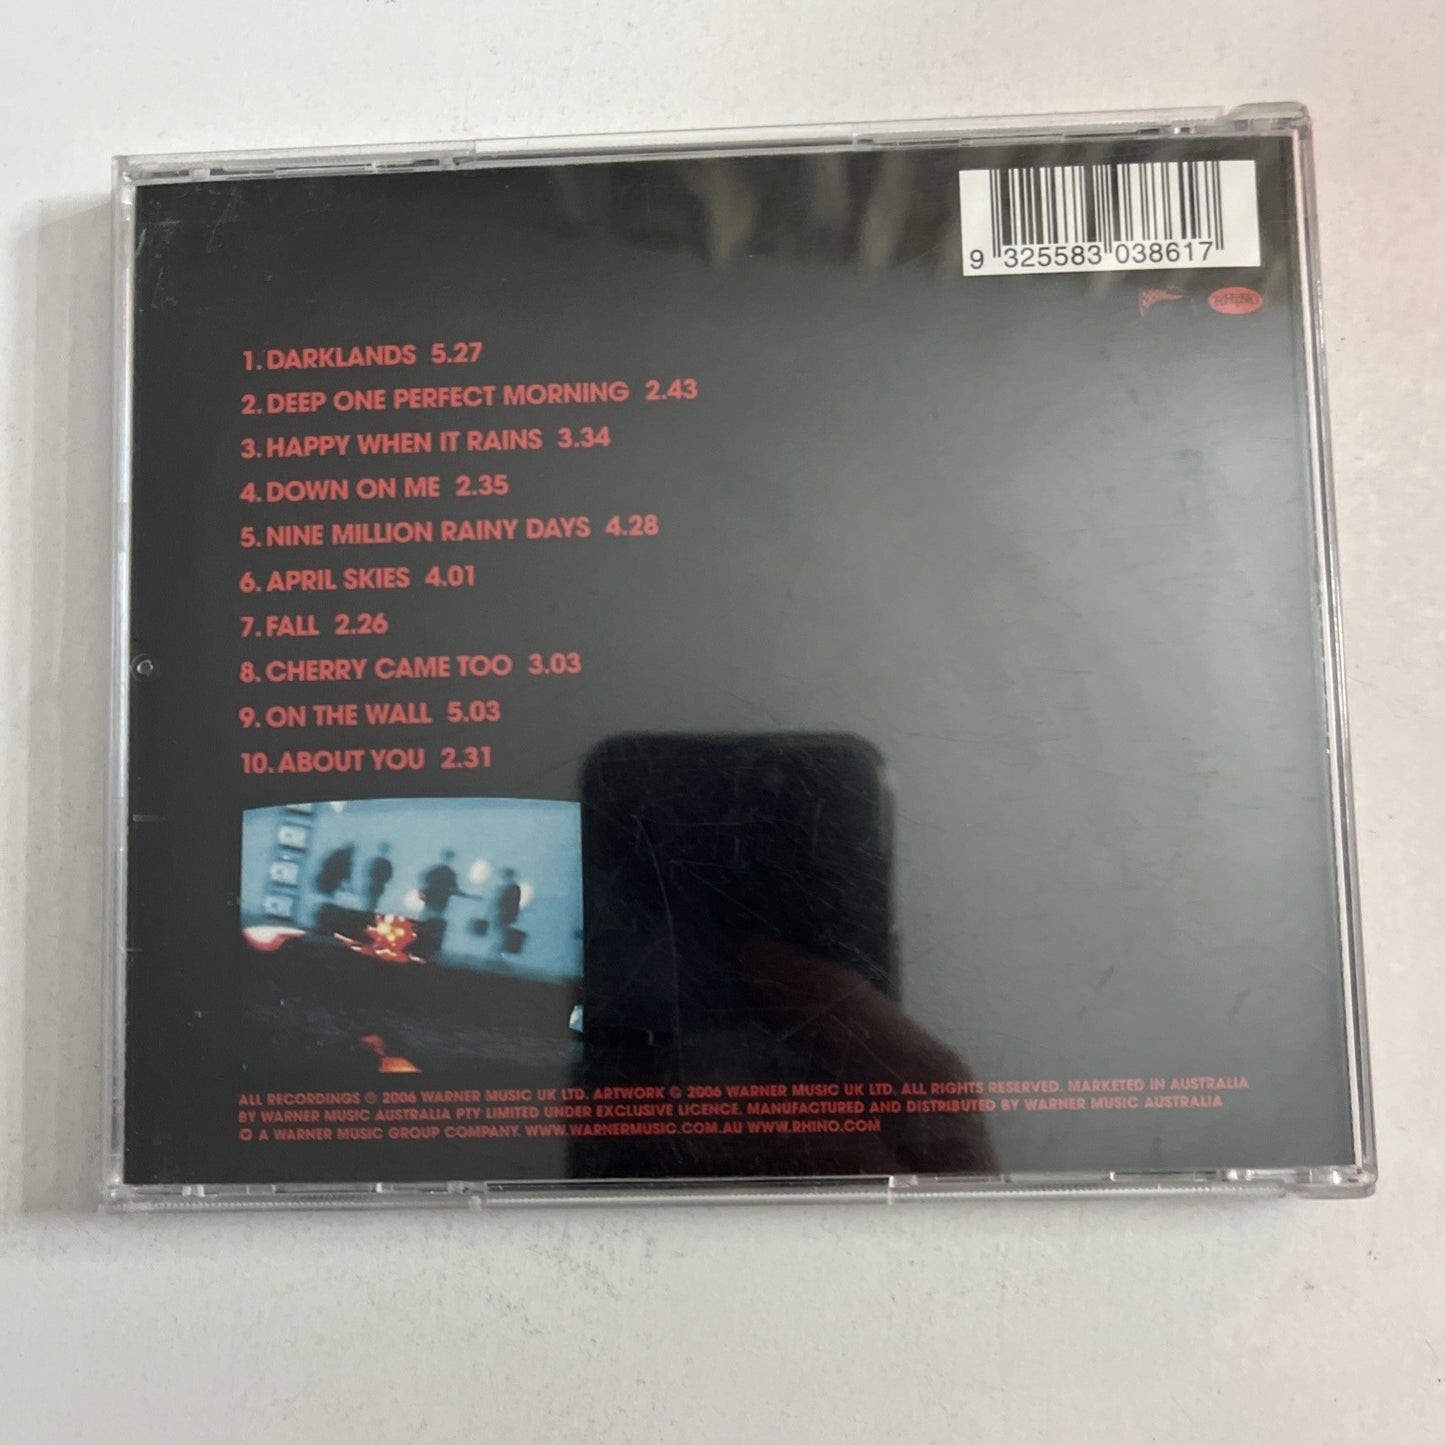 9 325583 038617
RHINO
1. DARKLANDS 5.27
2. DEEP ONE PERFECT MORNING 2.43
3. HAPPY WHEN IT RAINS 3.34
4. DOWN ON ME 2.35
5. NINE MILLION RAINY DAYS 4.28
6. APRIL SKIES 4.01
7. FALL 2.26
8. CHERRY CAME TOO 3.03
9. ON THE WALL 5.03
10. ABOUT YOU 2.31
ALL RECORDINGS ℗ 2006 WARNER MUSIC UK LTD. ARTWORK © 2006 WARNER MUSIC UK LTD. ALL RIGHTS RESERVED. MARKETED IN AUSTRALIA
BY WARNER MUSIC AUSTRALIA PTY LIMITED UNDER EXCLUSIVE LICENCE. MANUFACTURED AND DISTRIBUTED BY WARNER MUSIC AUSTRALIA
A WARNER MUSIC GROUP COMPANY. WWW.WARNERMUSIC.COM.AU WWW.RHINO.COM